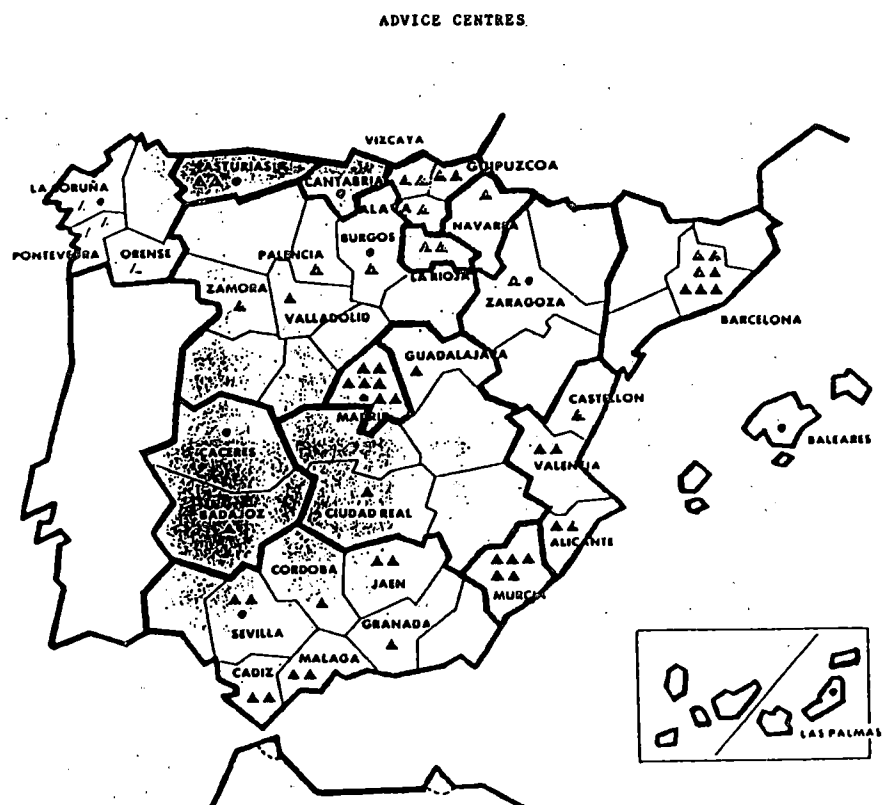 ADVICE CENTRES
VIZCAYA
ASTURIAS
CANTABRIA
GUIPUZCOA
LA CORUÑA
ALAVA
NAVARRA
BURGOS
PONTEVEDRA
ORENSE
PALENCIA
LA RIOJA
ZAMORA
ZARAGOZA
VALLADOLID
BARCELONA
GUADALAJARA
CASTELLON
MADRID
BALEARES
CACERES
VALENCIA
BADAJOZ
CIUDAD REAL
ALICANTE
CORDOBA
JAEN
MURCIA
GRANADA
SEVILLA
MALAGA
CADIZ
LAS PALMAS